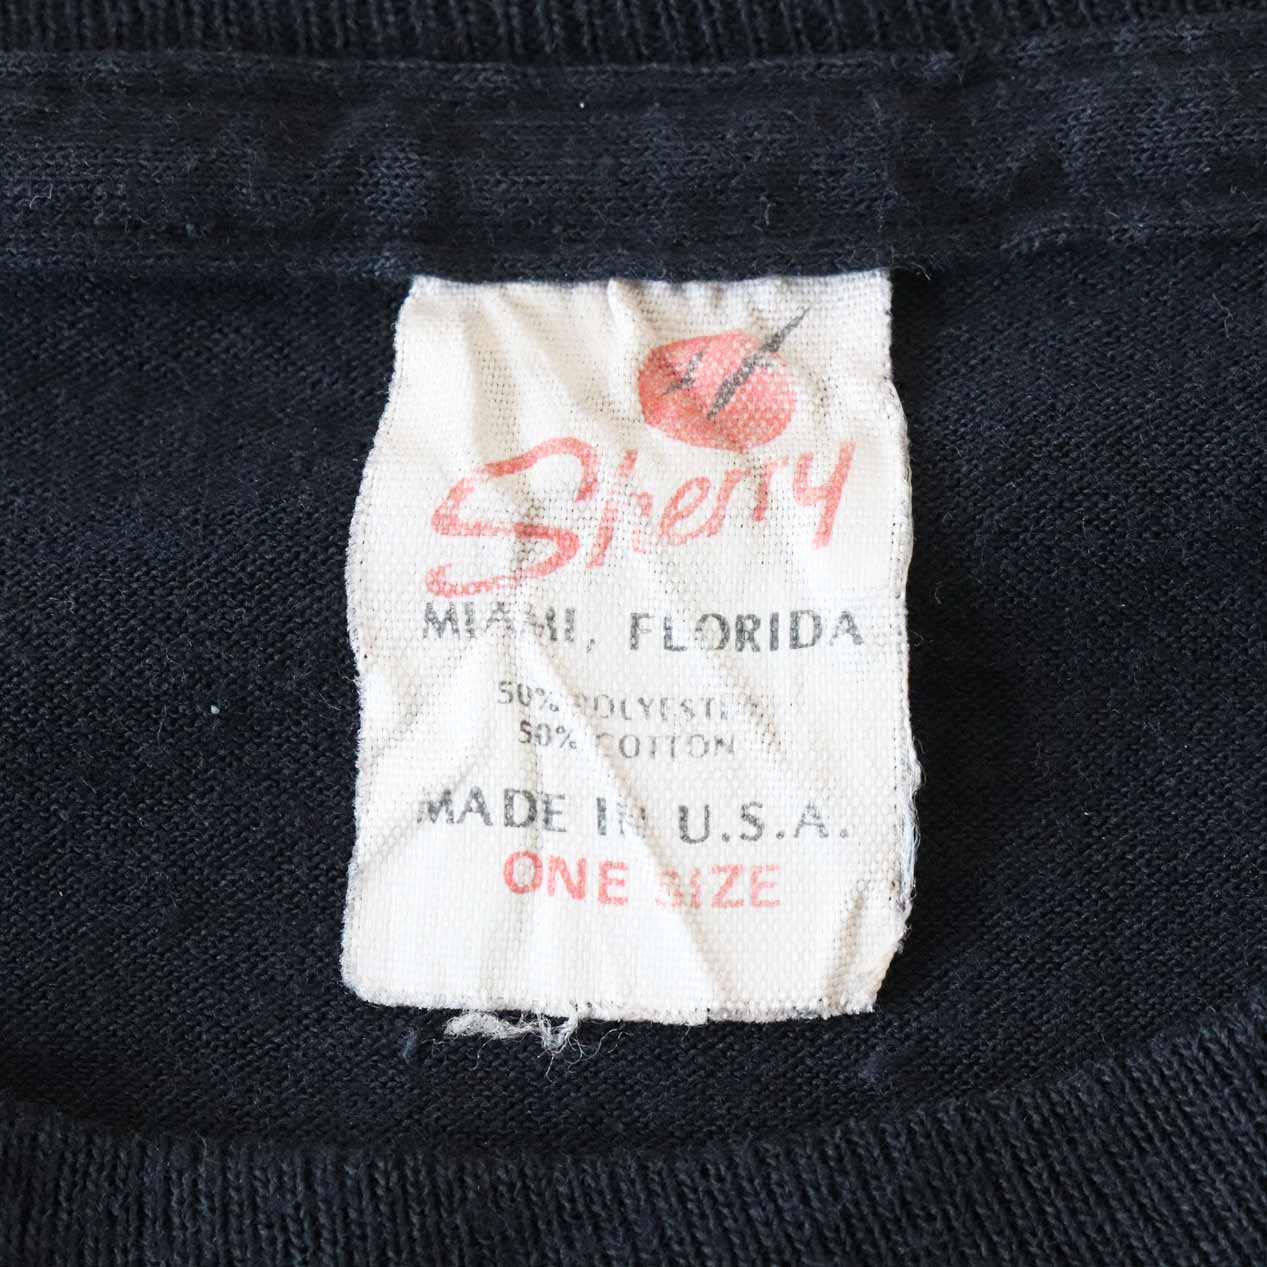 Sherry
MIAMI, FLORIDA
50% POLYESTER
50% COTTON
MADE IN U.S.A.
ONE SIZE